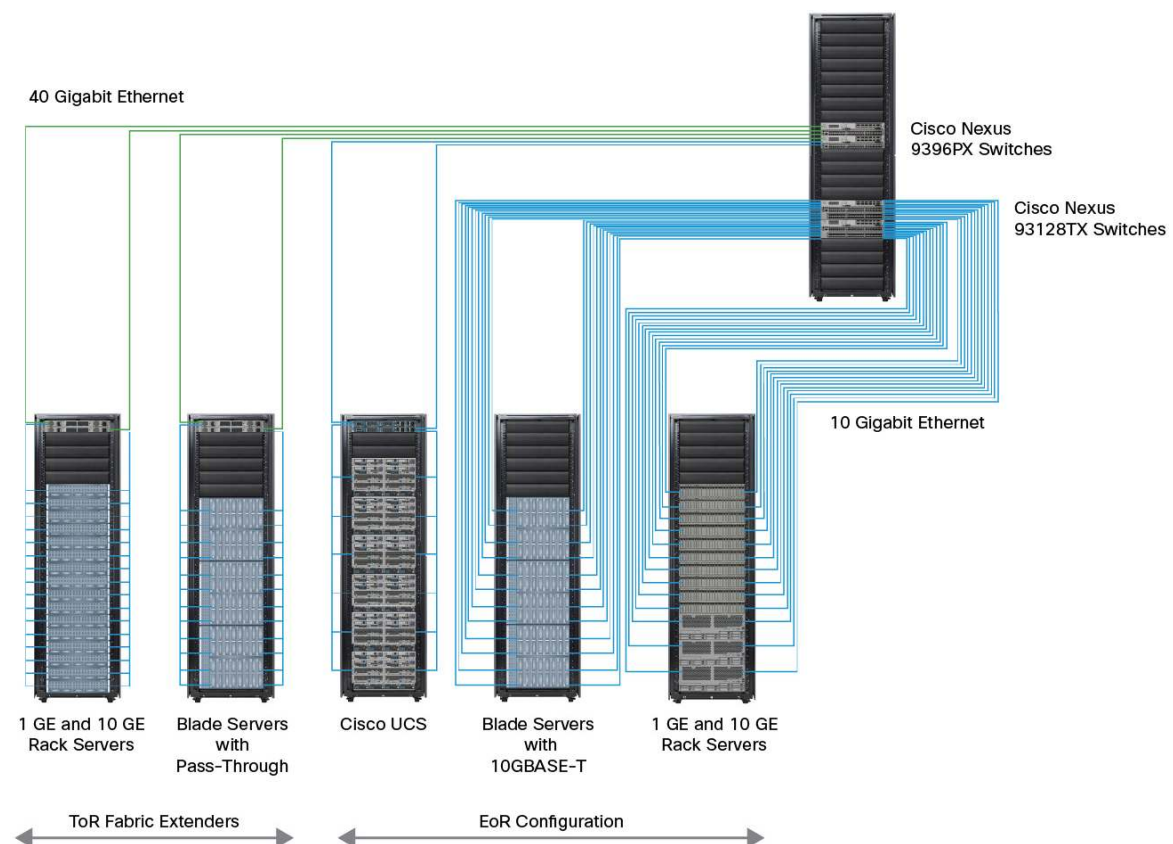 40 Gigabit Ethernet
Cisco Nexus
9396PX Switches
Cisco Nexus
93128TX Switches
10 Gigabit Ethernet
1 GE and 10 GE
Rack Servers
Blade Servers
with
Pass-Through
Cisco UCS
Blade Servers
with
10GBASE-T
1 GE and 10 GE
Rack Servers
ToR Fabric Extenders
EoR Configuration